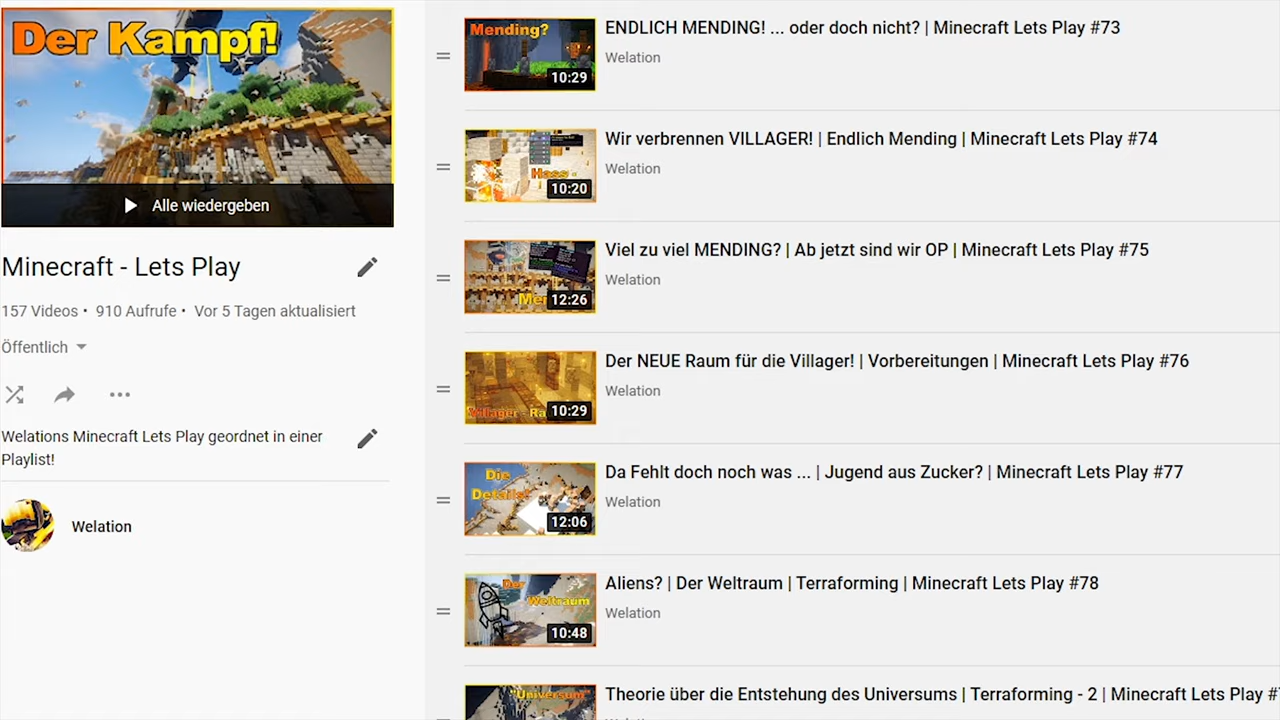 Der Kampf!
Alle wiedergeben
Minecraft - Lets Play
157 Videos • 910 Aufrufe • Vor 5 Tagen aktualisiert
Öffentlich
Welations Minecraft Lets Play geordnet in einer
Playlist!
Welation
Mending?
10:29
ENDLICH MENDING! ... oder doch nicht? | Minecraft Lets Play #73
Welation
Hass
10:20
Wir verbrennen VILLAGER! | Endlich Mending | Minecraft Lets Play #74
Welation
12:26
Viel zu viel MENDING? | Ab jetzt sind wir OP | Minecraft Lets Play #75
Welation
Villager - Ra
10:29
Der NEUE Raum für die Villager! | Vorbereitungen | Minecraft Lets Play #76
Welation
Die
Details
12:06
Da Fehlt doch noch was ... | Jugend aus Zucker? | Minecraft Lets Play #77
Welation
Der
Weltraum
10:48
Aliens? | Der Weltraum | Terraforming | Minecraft Lets Play #78
Welation
"Universum"
Theorie über die Entstehung des Universums | Terraforming - 2 | Minecraft Lets Play
Welation